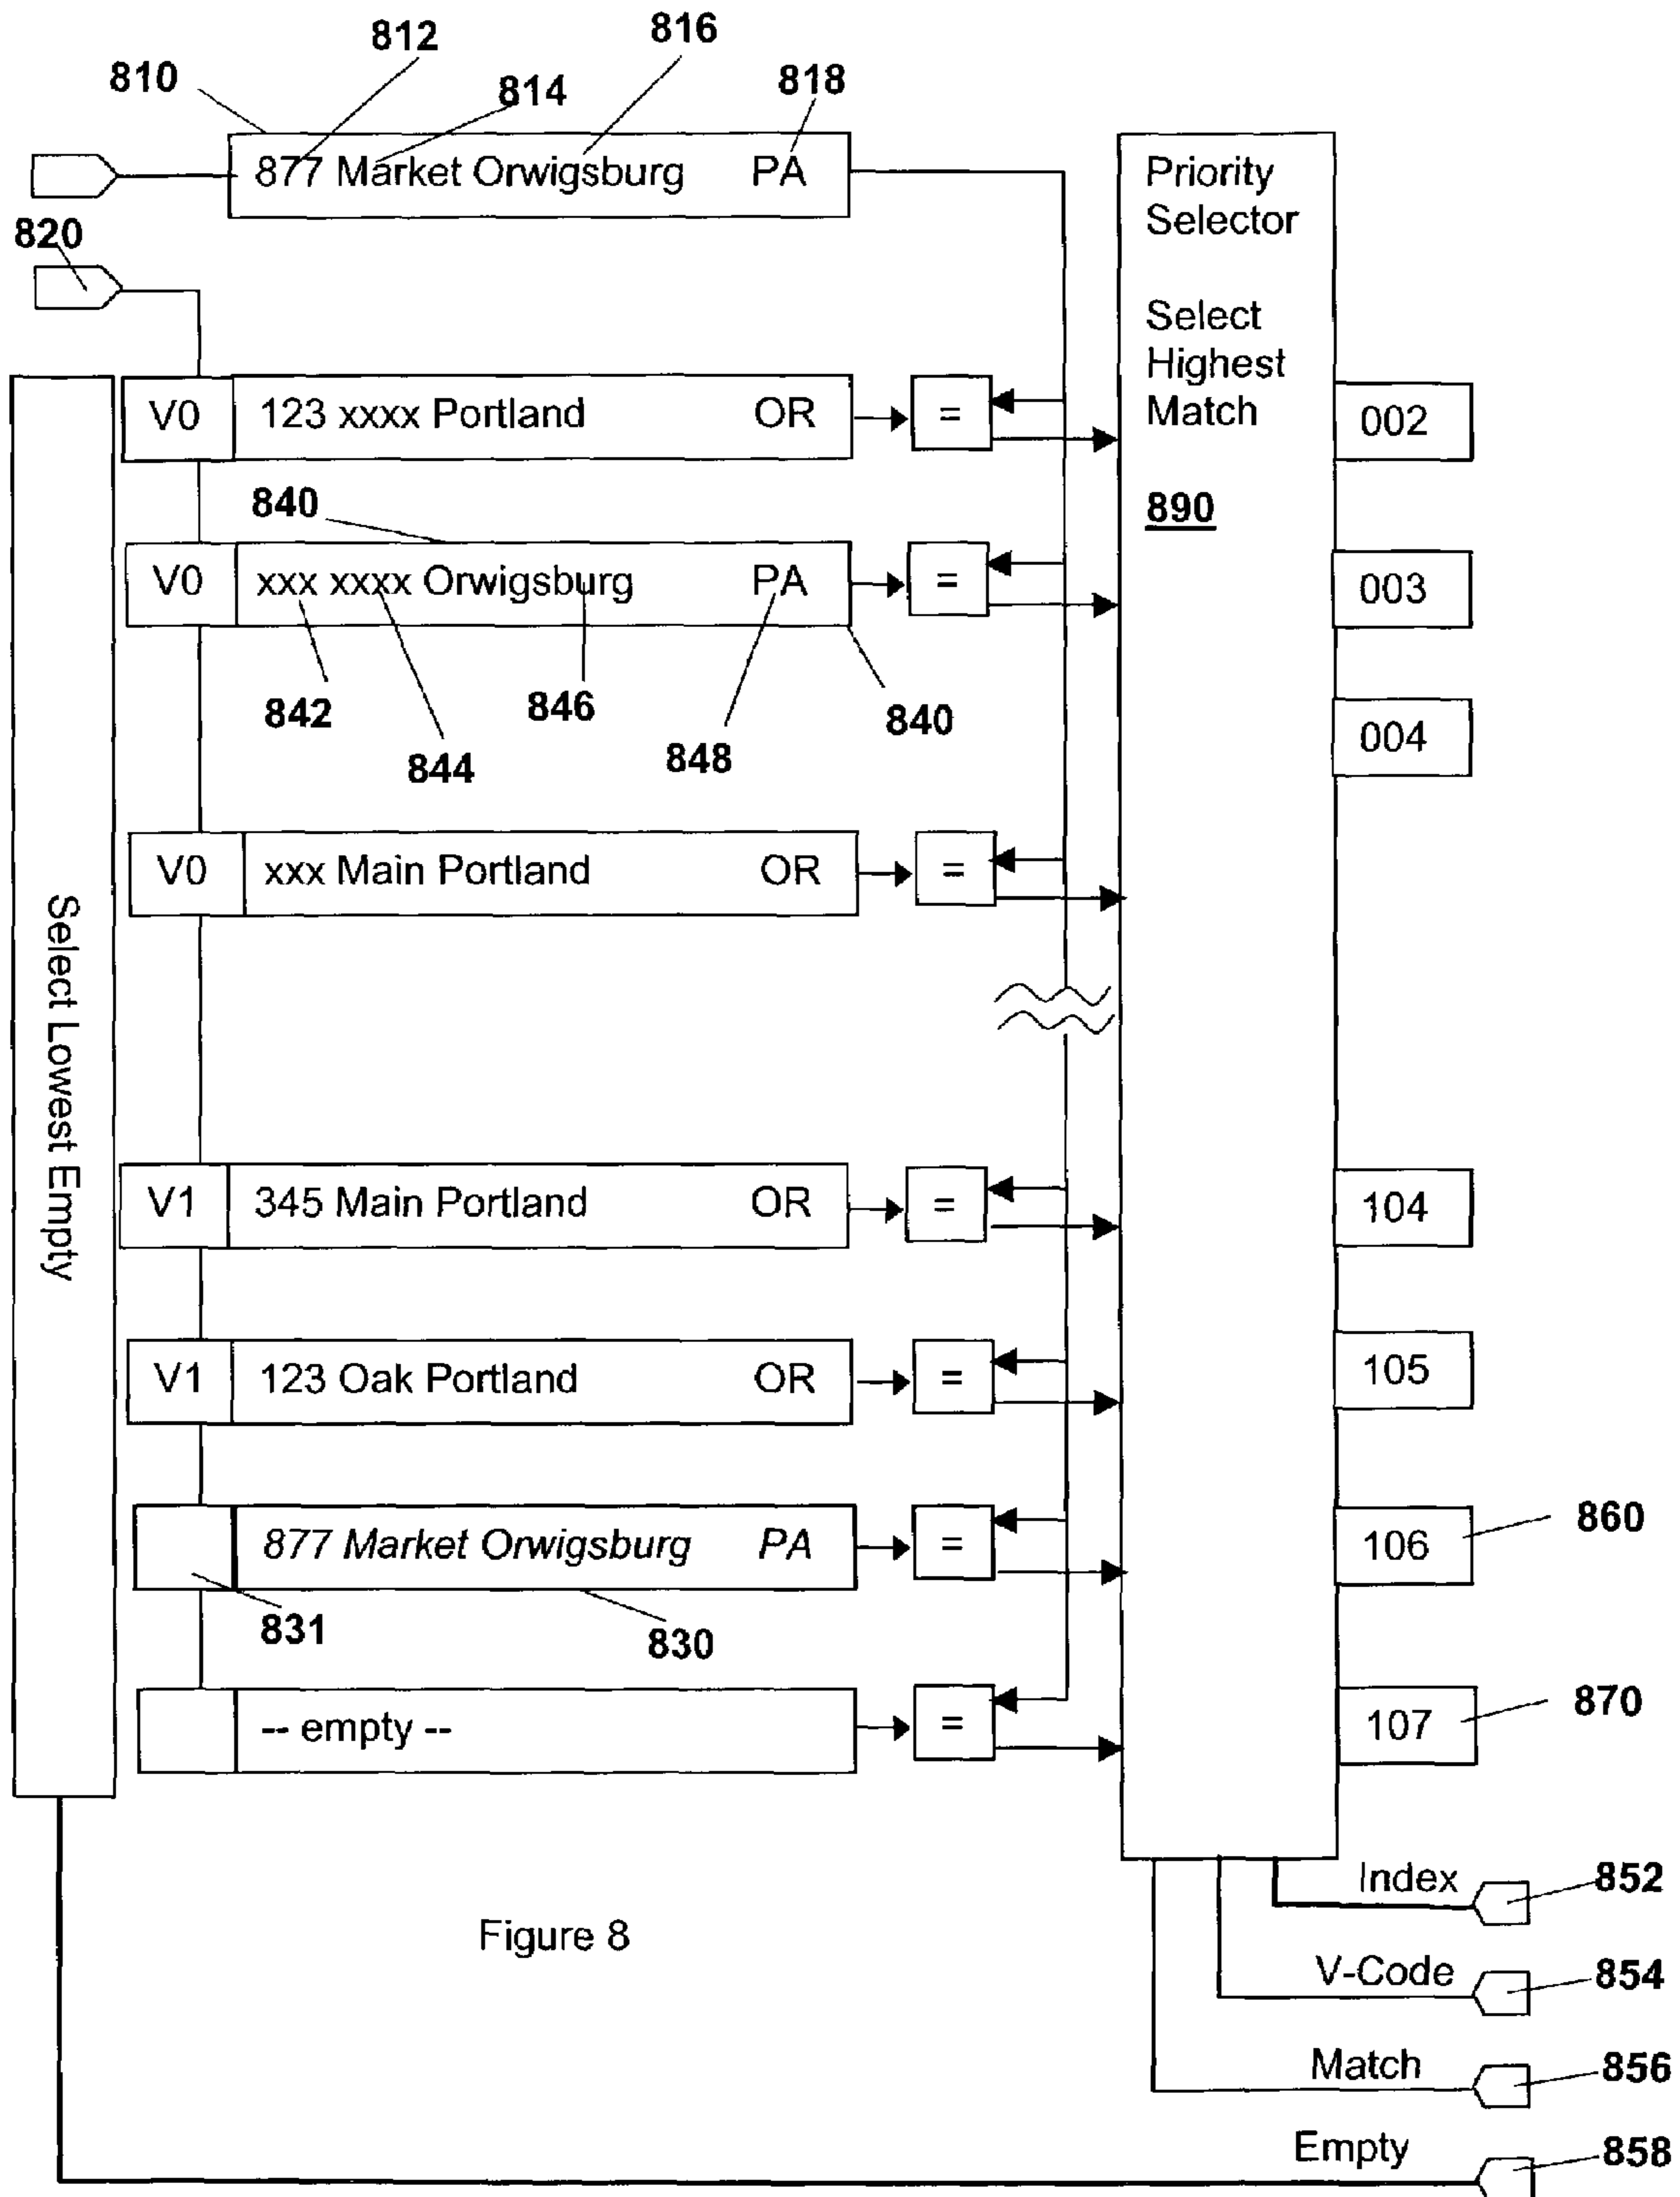 812
816
810
814
818
877 Market Orwigsburg PA
Priority
Selector
820
Select
Highest
Match
V0 123 xxxx Portland OR = 002
840
890
V0 xxx xxxx Orwigsburg PA = 003
842
846
840
844
848
004
V0 xxx Main Portland OR =
Select Lowest Empty
V1 345 Main Portland OR = 104
V1 123 Oak Portland OR = 105
877 Market Orwigsburg PA = 106
860
831
830
-- empty -- = 107
870
Index 852
Figure 8
V-Code 854
Match 856
Empty 858